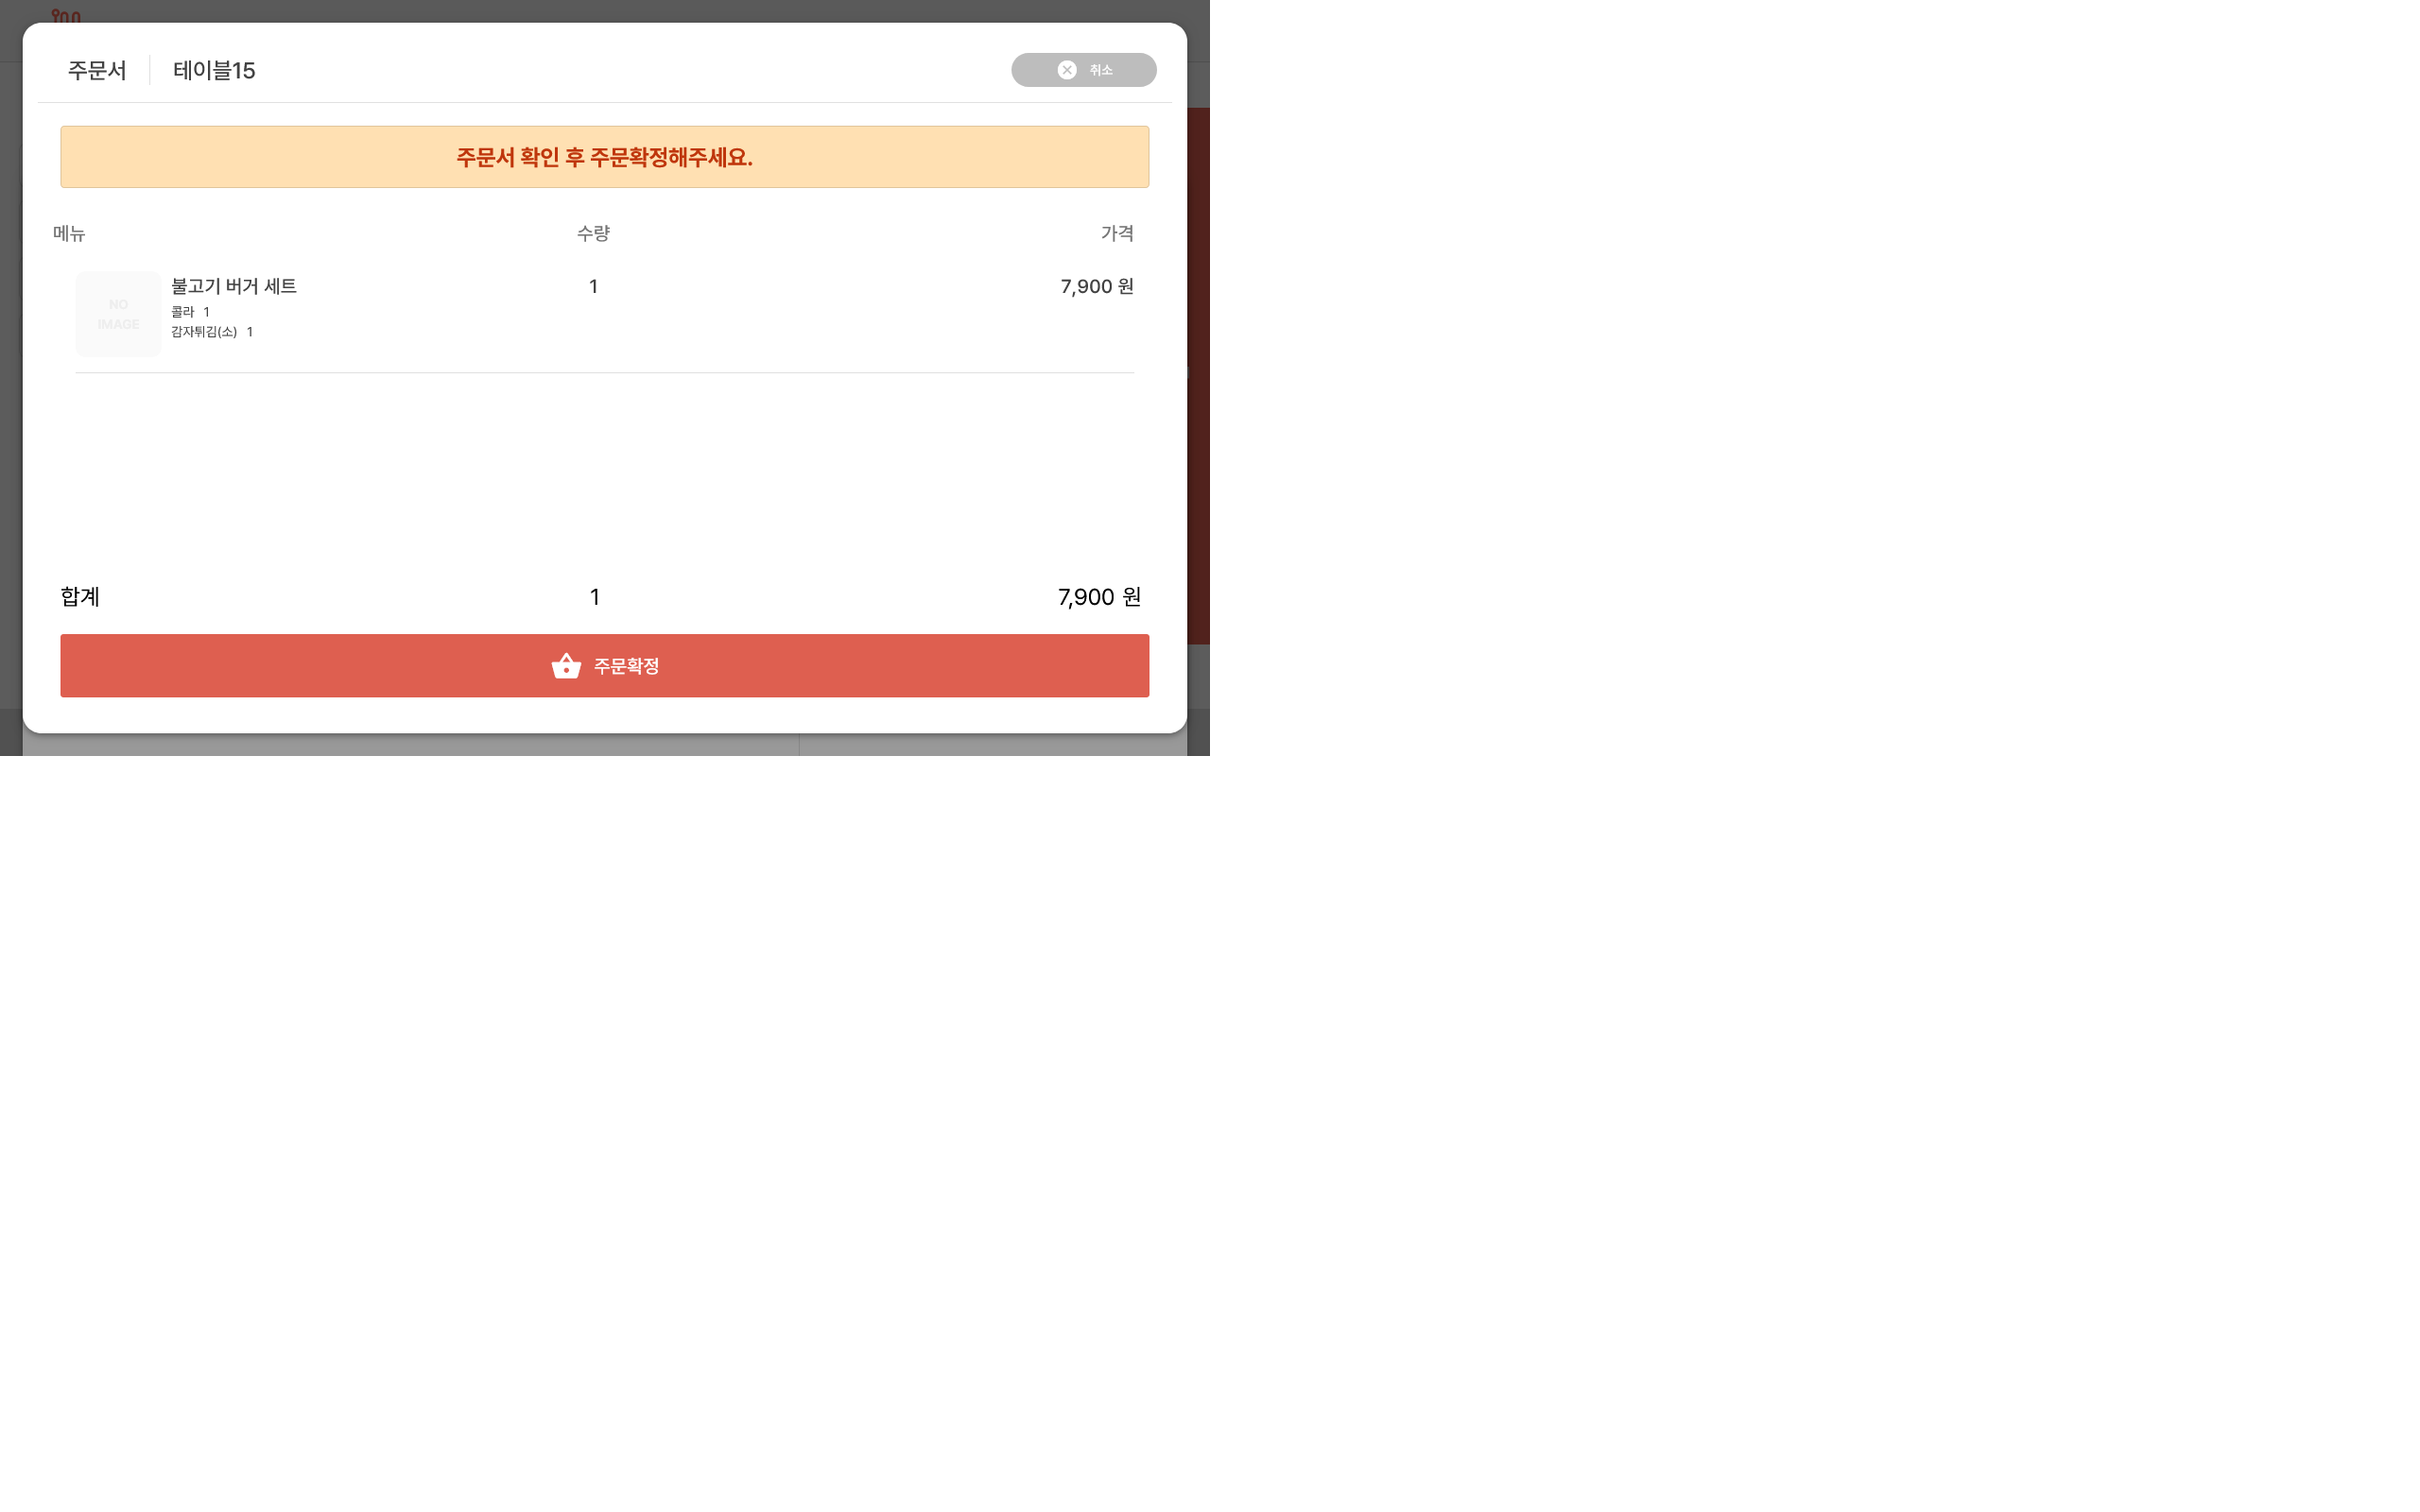 주문서 테이블15 취소
주문서 확인 후 주문확정해주세요.
메뉴 수량 가격
NO
IMAGE
불고기 버거 세트 1 7,900 원
콜라 1
감자튀김(소) 1
합계 1 7,900 원
주문확정